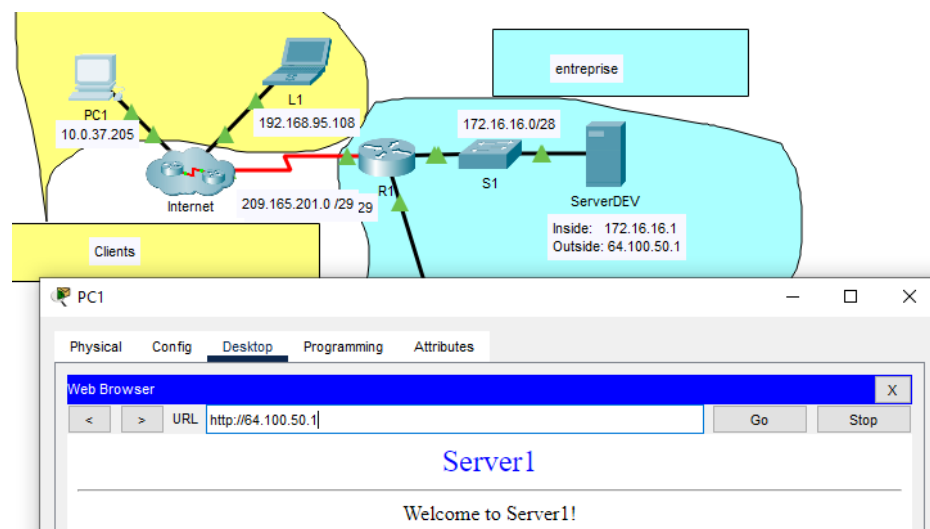 entreprise
PC1
10.0.37.205
L1
192.168.95.108
172.16.16.0/28
Internet
209.165.201.0 /29
29
R1
S1
ServerDEV
Inside: 172.16.16.1
Outside: 64.100.50.1
Clients
PC1
Physical Config Desktop Programming Attributes
Web Browser X
< > URL http://64.100.50.1 Go Stop
Server1
Welcome to Server1!